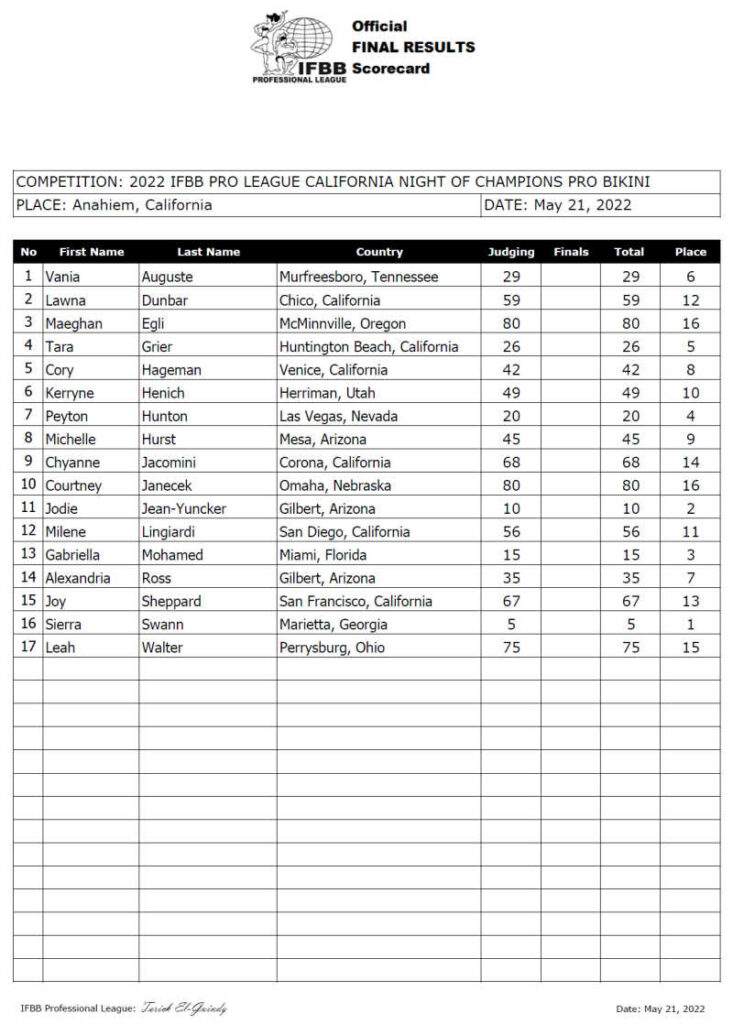 Official
FINAL RESULTS
IFBB Scorecard
PROFESSIONAL LEAGUE
COMPETITION: 2022 IFBB PRO LEAGUE CALIFORNIA NIGHT OF CHAMPIONS PRO BIKINI
PLACE: Anahiem, California DATE: May 21, 2022
No First Name Last Name Country Judging Finals Total Place
1 Vania Auguste Murfreesboro, Tennessee 29 29 6
2 Lawna Dunbar Chico, California 59 59 12
3 Maeghan Egli McMinnville, Oregon 80 80 16
4 Tara Grier Huntington Beach, California 26 26 5
5 Cory Hageman Venice, California 42 42 8
6 Kerryne Henich Herriman, Utah 49 49 10
7 Peyton Hunton Las Vegas, Nevada 20 20 4
8 Michelle Hurst Mesa, Arizona 45 45 9
9 Chyanne Jacomini Corona, California 68 68 14
10 Courtney Janecek Omaha, Nebraska 80 80 16
11 Jodie Jean-Yuncker Gilbert, Arizona 10 10 2
12 Milene Lingiardi San Diego, California 56 56 11
13 Gabriella Mohamed Miami, Florida 15 15 3
14 Alexandria Ross Gilbert, Arizona 35 35 7
15 Joy Sheppard San Francisco, California 67 67 13
16 Sierra Swann Marietta, Georgia 5 5 1
17 Leah Walter Perrysburg, Ohio 75 75 15
IFBB Professional League: Tarick El-Guindy Date: May 21, 2022